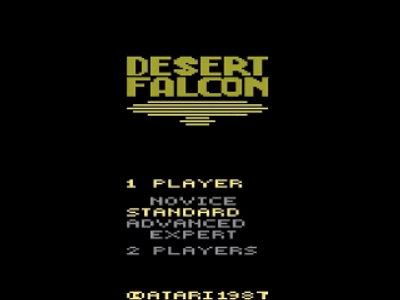 DESERT
FALCON
1 PLAYER
NOVICE
STANDARD
ADVANCED
EXPERT
2 PLAYERS
©ATARI1987